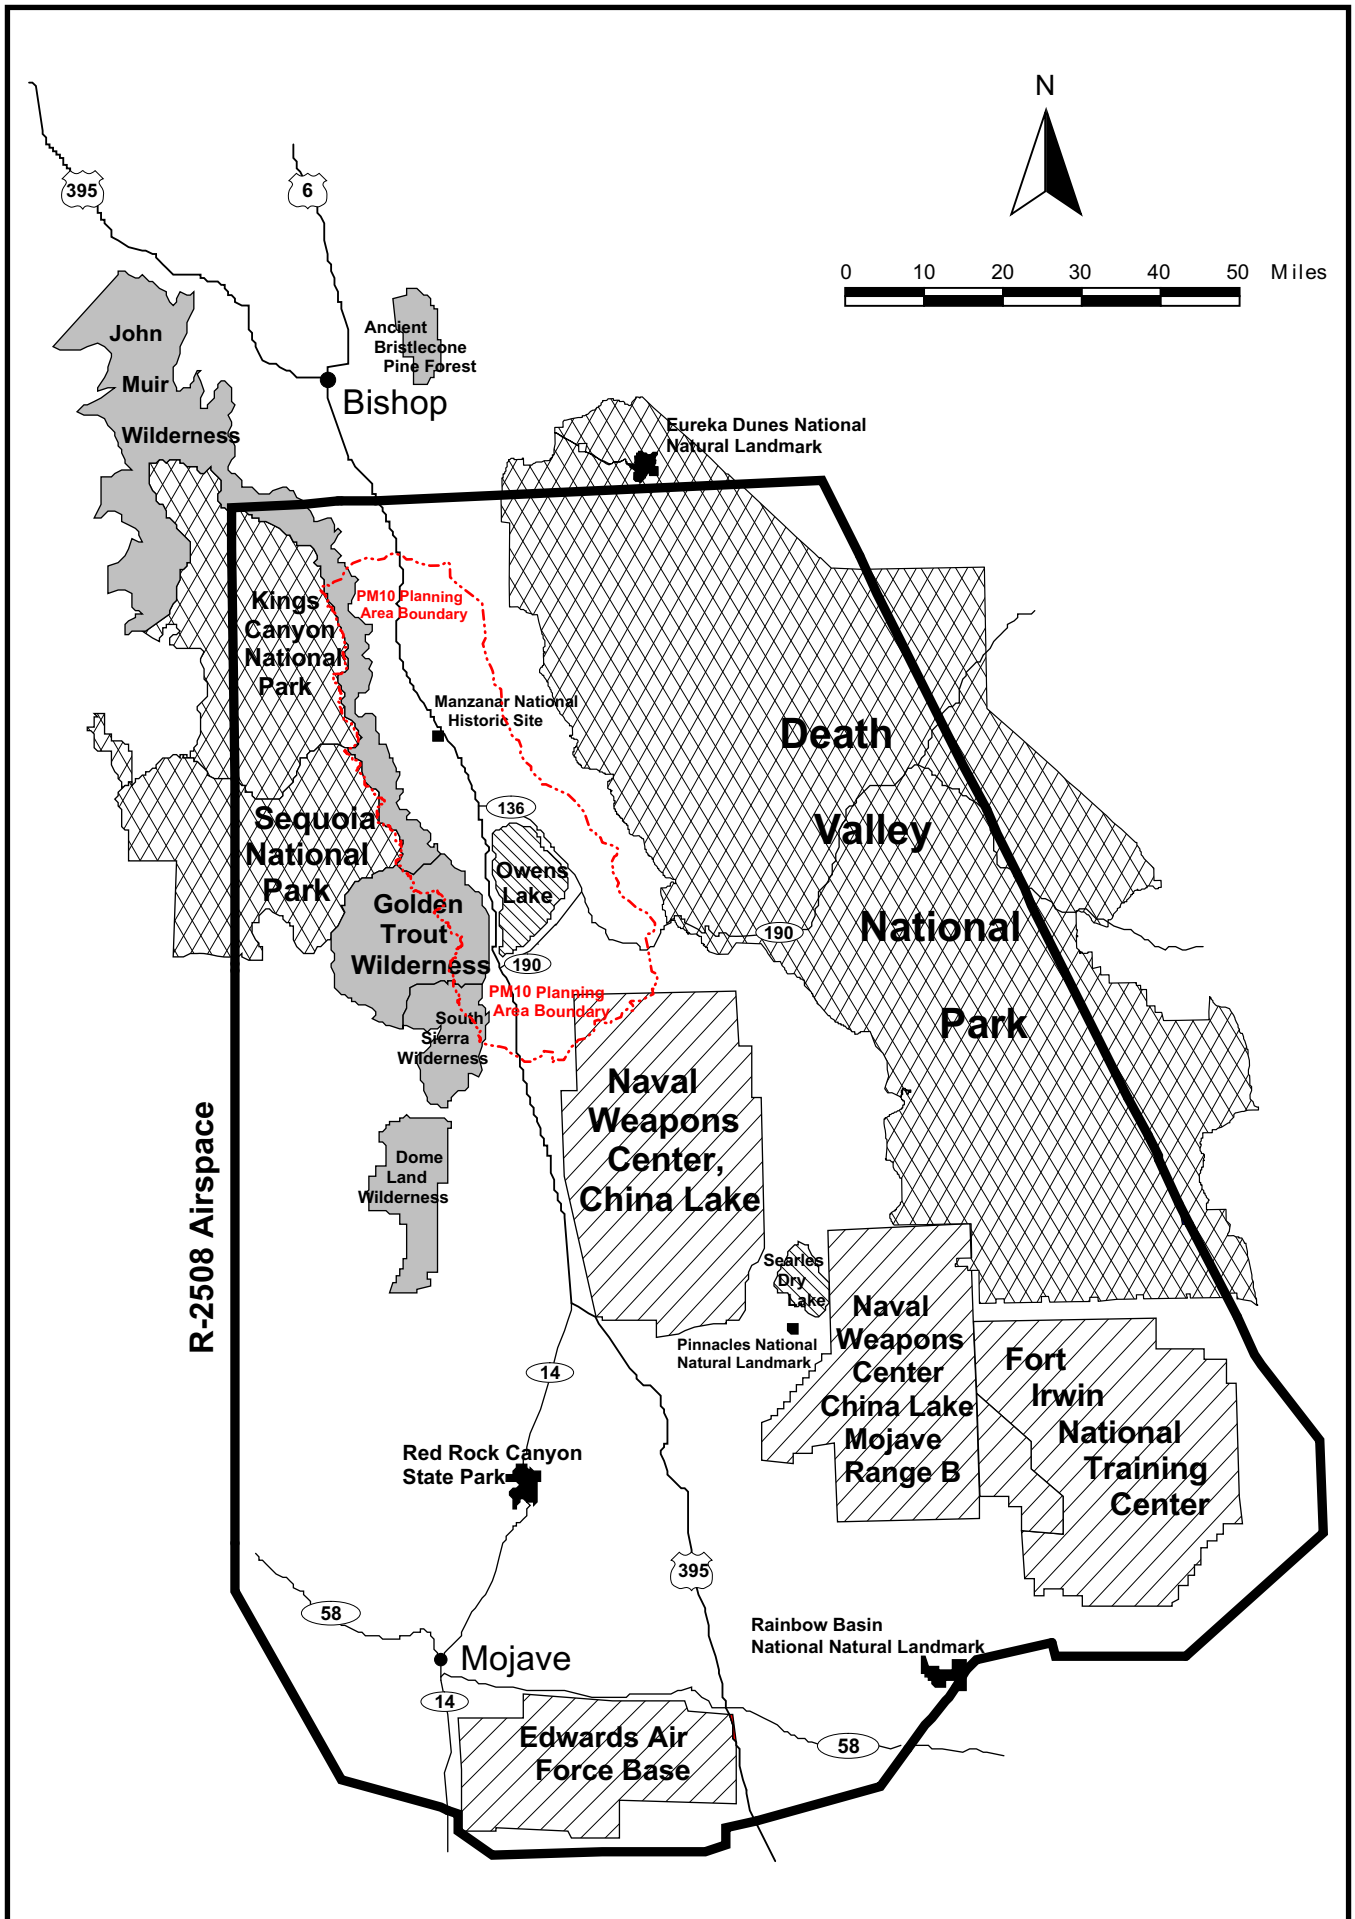 N
395
6
0 10 20 30 40 50 Miles
John
Muir
Wilderness
Ancient
Bristlecone
Pine Forest
Bishop
Eureka Dunes National
Natural Landmark
Kings
Canyon
National
Park
PM10 Planning
Area Boundary
Manzanar National
Historic Site
Death
Valley
National
Park
136
Sequoia
National
Park
Owens
Lake
Golden
Trout
Wilderness
190
190
PM10 Planning
Area Boundary
South
Sierra
Wilderness
Naval
Weapons
Center,
China Lake
R-2508 Airspace
Dome
Land
Wilderness
Searles
Dry
Lake
Pinnacles National
Natural Landmark
Naval
Weapons
Center
China Lake
Mojave
Range B
Fort
Irwin
National
Training
Center
14
Red Rock Canyon
State Park
395
58
Mojave
Rainbow Basin
National Natural Landmark
14
Edwards Air
Force Base
58